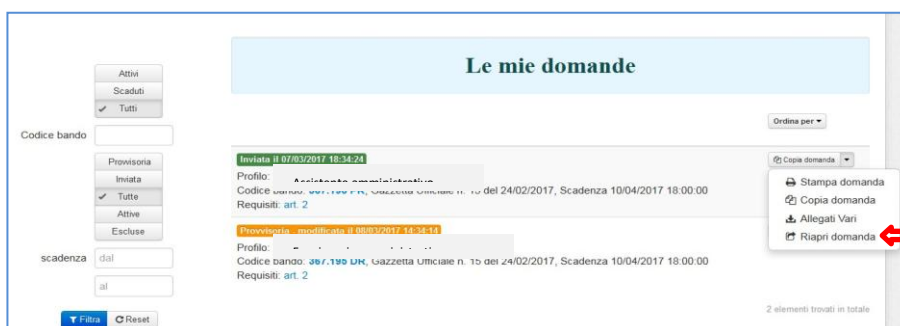 Le mie domande
Attivi
Scaduti
Tutti
Codice bando
Provvisoria
Inviata
Tutte
Attive
Escluse
scadenza
dal
al
Filtra
Reset
Ordina per
Inviata il 07/03/2017 18:34:24
Copia domanda
Profilo:
Codice bando: Gazzetta Ufficiale n. 15 del 24/02/2017, Scadenza 10/04/2017 18:00:00
Requisiti: art. 2
Stampa domanda
Copia domanda
Allegati Vari
Riapri domanda
Provvisoria - modificata il 08/03/2017 14:34:14
Profilo:
Codice bando: 367.195 DR, Gazzetta Ufficiale n. 15 del 24/02/2017, Scadenza 10/04/2017 18:00:00
Requisiti: art. 2
2 elementi trovati in totale